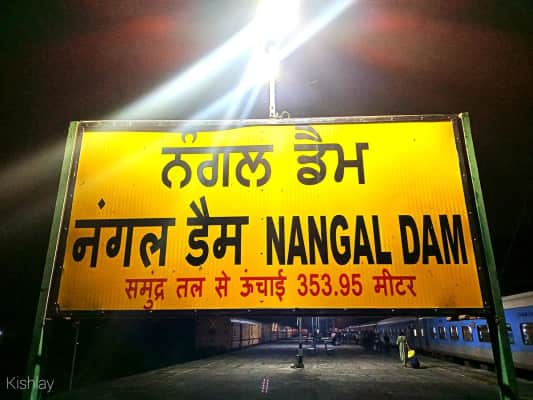 ਨੰਗਲ ਡੈਮ
नंगल डैम NANGAL DAM
समुंद्र तल से ऊंचाई 353.95 मीटर
Kishlay